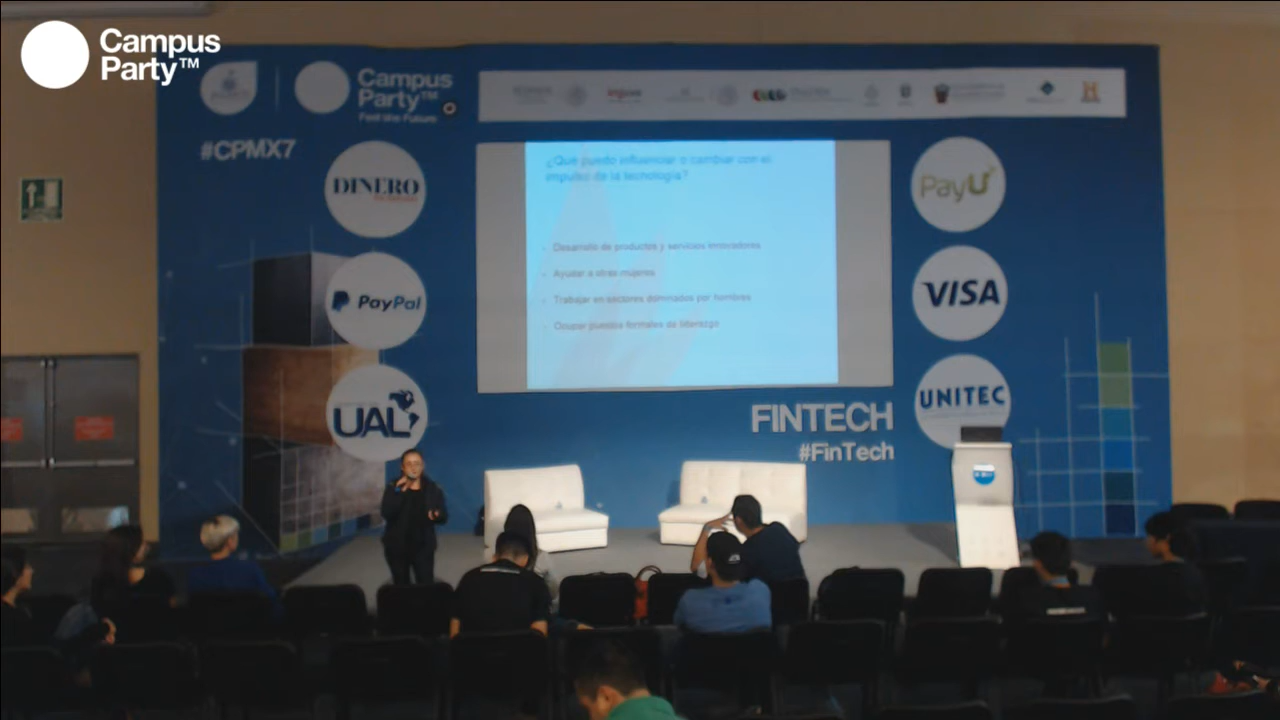 Campus
Party™
Campus
Party™
Feel the Future
#CPMX7
DINERO
PayPal
UAL
¿Qué puedo influenciar o cambiar con el
impulso de la tecnología?
- Desarrollo de productos y servicios innovadores
- Ayudar a otras mujeres
- Trabajar en sectores dominados por hombres
- Ocupar puestos formales de liderazgo
PayU
VISA
UNITEC
FINTECH
#FinTech